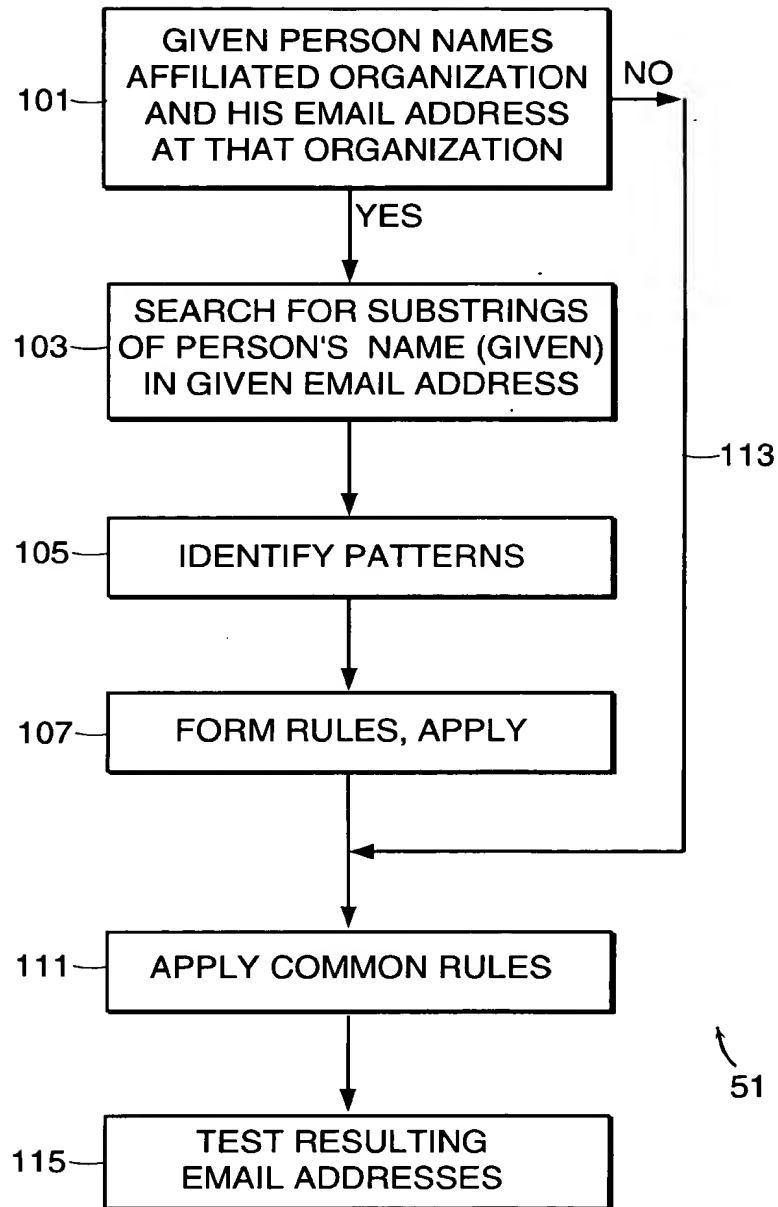 GIVEN PERSON NAMES
AFFILIATED ORGANIZATION
AND HIS EMAIL ADDRESS
AT THAT ORGANIZATION
101
NO
YES
SEARCH FOR SUBSTRINGS
OF PERSON'S NAME (GIVEN)
IN GIVEN EMAIL ADDRESS
103
113
IDENTIFY PATTERNS
105
FORM RULES, APPLY
107
APPLY COMMON RULES
111
51
TEST RESULTING
EMAIL ADDRESSES
115